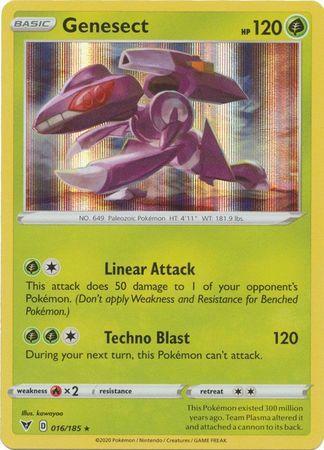 BASIC
Genesect
HP 120
NO. 649 Paleozoic Pokémon HT: 4'11" WT: 181.9 lbs.
Linear Attack
This attack does 50 damage to 1 of your opponent's
Pokémon. (Don't apply Weakness and Resistance for Benched
Pokémon.)
Techno Blast 120
During your next turn, this Pokémon can't attack.
weakness ×2 resistance retreat
Illus. kawayoo
D 016/185 ★
This Pokémon existed 300 million
years ago. Team Plasma altered it
and attached a cannon to its back.
©2020 Pokémon / Nintendo / Creatures / GAME FREAK